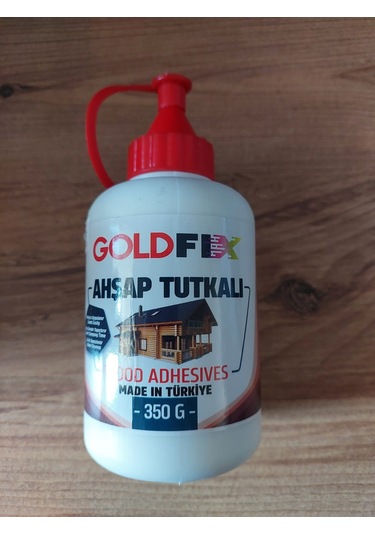 GOLDFIX
AHŞAP TUTKALI
OOD ADHESIVES
MADE IN TÜRKİYE
- 350 G -